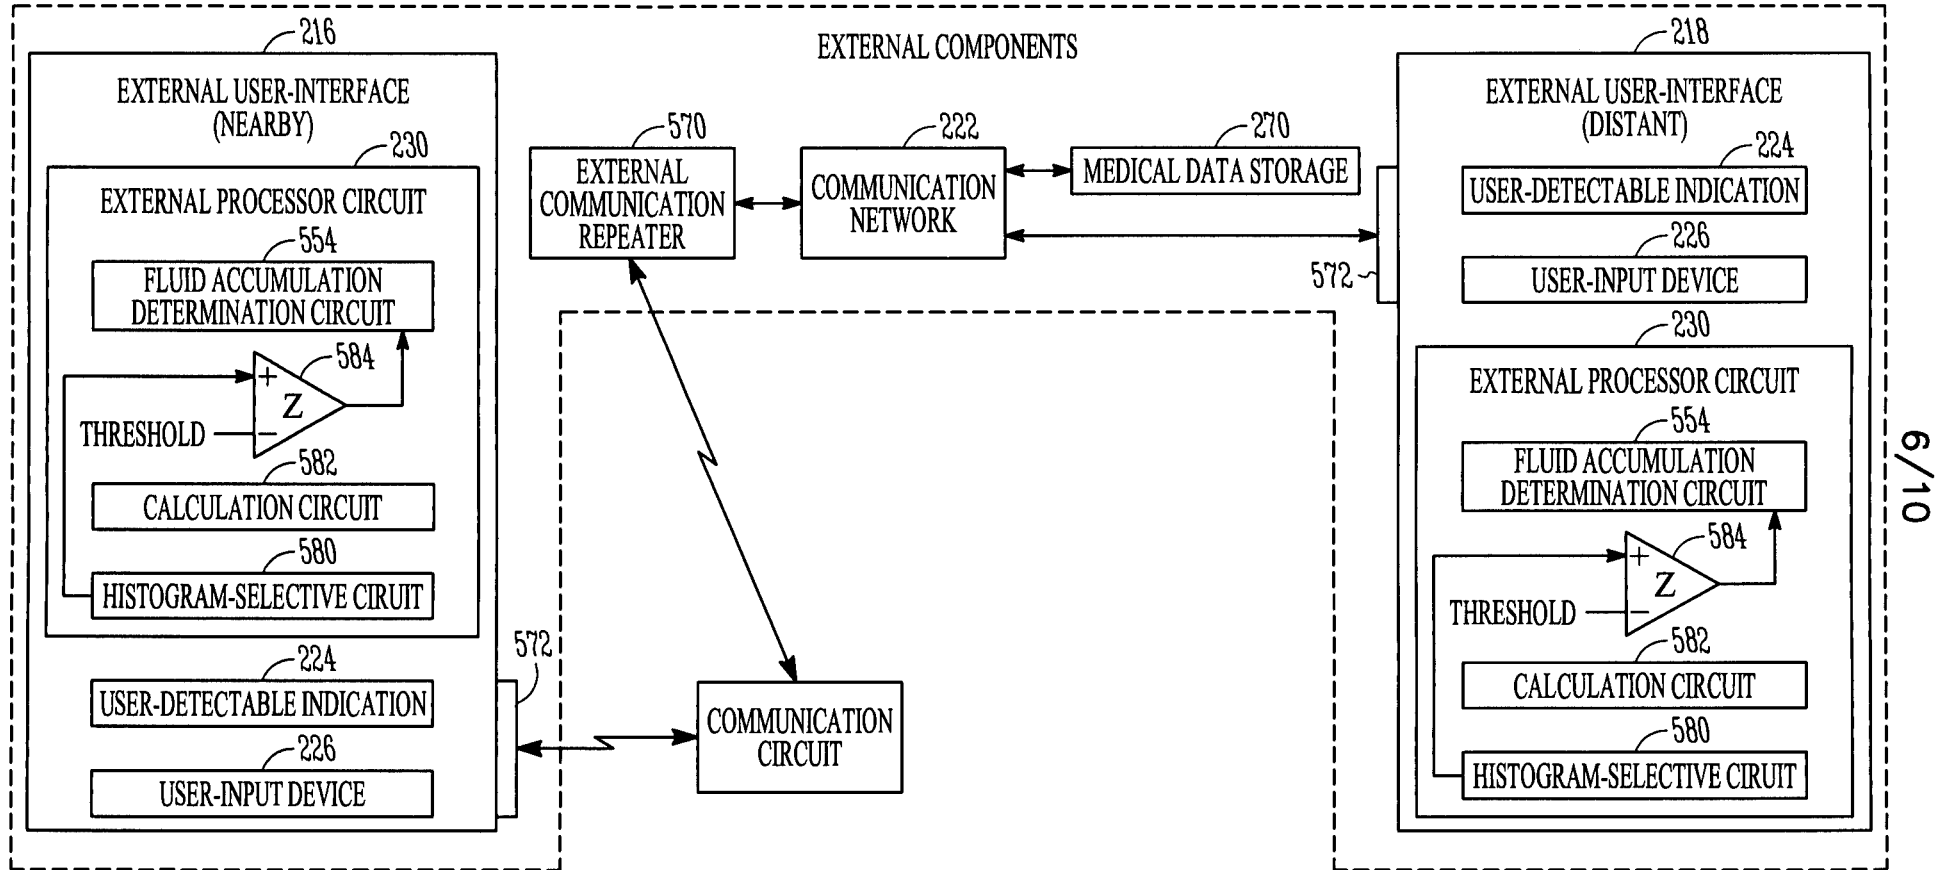 EXTERNAL COMPONENTS
216
EXTERNAL USER-INTERFACE
(NEARBY)
230
EXTERNAL PROCESSOR CIRCUIT
554
FLUID ACCUMULATION
DETERMINATION CIRCUIT
584
+
Z
THRESHOLD
−
582
CALCULATION CIRCUIT
580
HISTOGRAM-SELECTIVE CIRUIT
224
USER-DETECTABLE INDICATION
226
USER-INPUT DEVICE
572
570
EXTERNAL
COMMUNICATION
REPEATER
222
COMMUNICATION
NETWORK
270
MEDICAL DATA STORAGE
COMMUNICATION
CIRCUIT
572
218
EXTERNAL USER-INTERFACE
(DISTANT)
224
USER-DETECTABLE INDICATION
226
USER-INPUT DEVICE
230
EXTERNAL PROCESSOR CIRCUIT
554
FLUID ACCUMULATION
DETERMINATION CIRCUIT
584
+
Z
THRESHOLD
−
582
CALCULATION CIRCUIT
580
HISTOGRAM-SELECTIVE CIRUIT
6/10